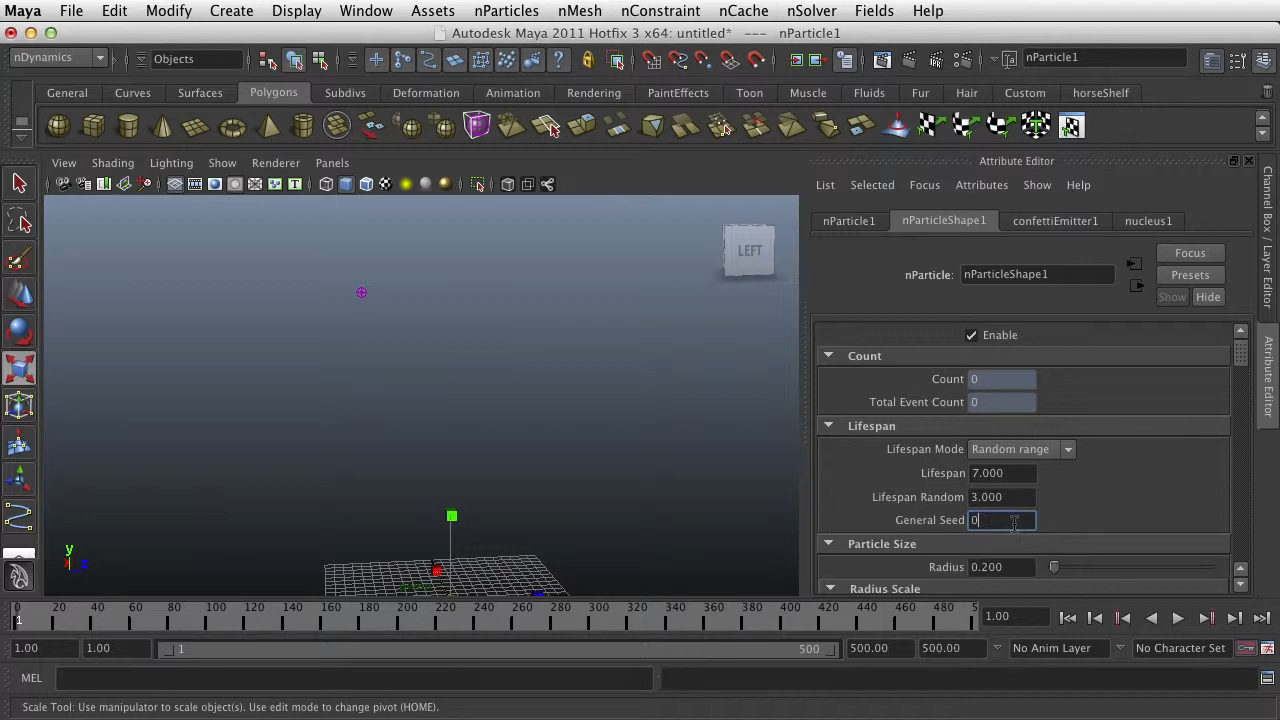 Maya File Edit Modify Create Display Window Assets nParticles nMesh nConstraint nCache nSolver Fields Help
Autodesk Maya 2011 Hotfix 3 x64: untitled* --- nParticle1
nDynamics Objects nParticle1
General Curves Surfaces Polygons Subdivs Deformation Animation Rendering PaintEffects Toon Muscle Fluids Fur Hair Custom horseShelf
View Shading Lighting Show Renderer Panels
LEFT
y
x z
Attribute Editor
List Selected Focus Attributes Show Help
nParticle1 nParticleShape1 confettiEmitter1 nucleus1
Focus
nParticle: nParticleShape1 Presets
Show Hide
Enable
Count
Count 0
Total Event Count 0
Lifespan
Lifespan Mode Random range
Lifespan 7.000
Lifespan Random 3.000
General Seed 0
Particle Size
Radius 0.200
Radius Scale
Channel Box / Layer Editor
Attribute Editor
0 20 40 60 80 100 120 140 160 180 200 220 240 260 280 300 320 340 360 380 400 420 440 460 480 5
1 1.00
1.00 1.00 1 500 500.00 500.00 No Anim Layer No Character Set
MEL
Scale Tool: Use manipulator to scale object(s). Use edit mode to change pivot (HOME).